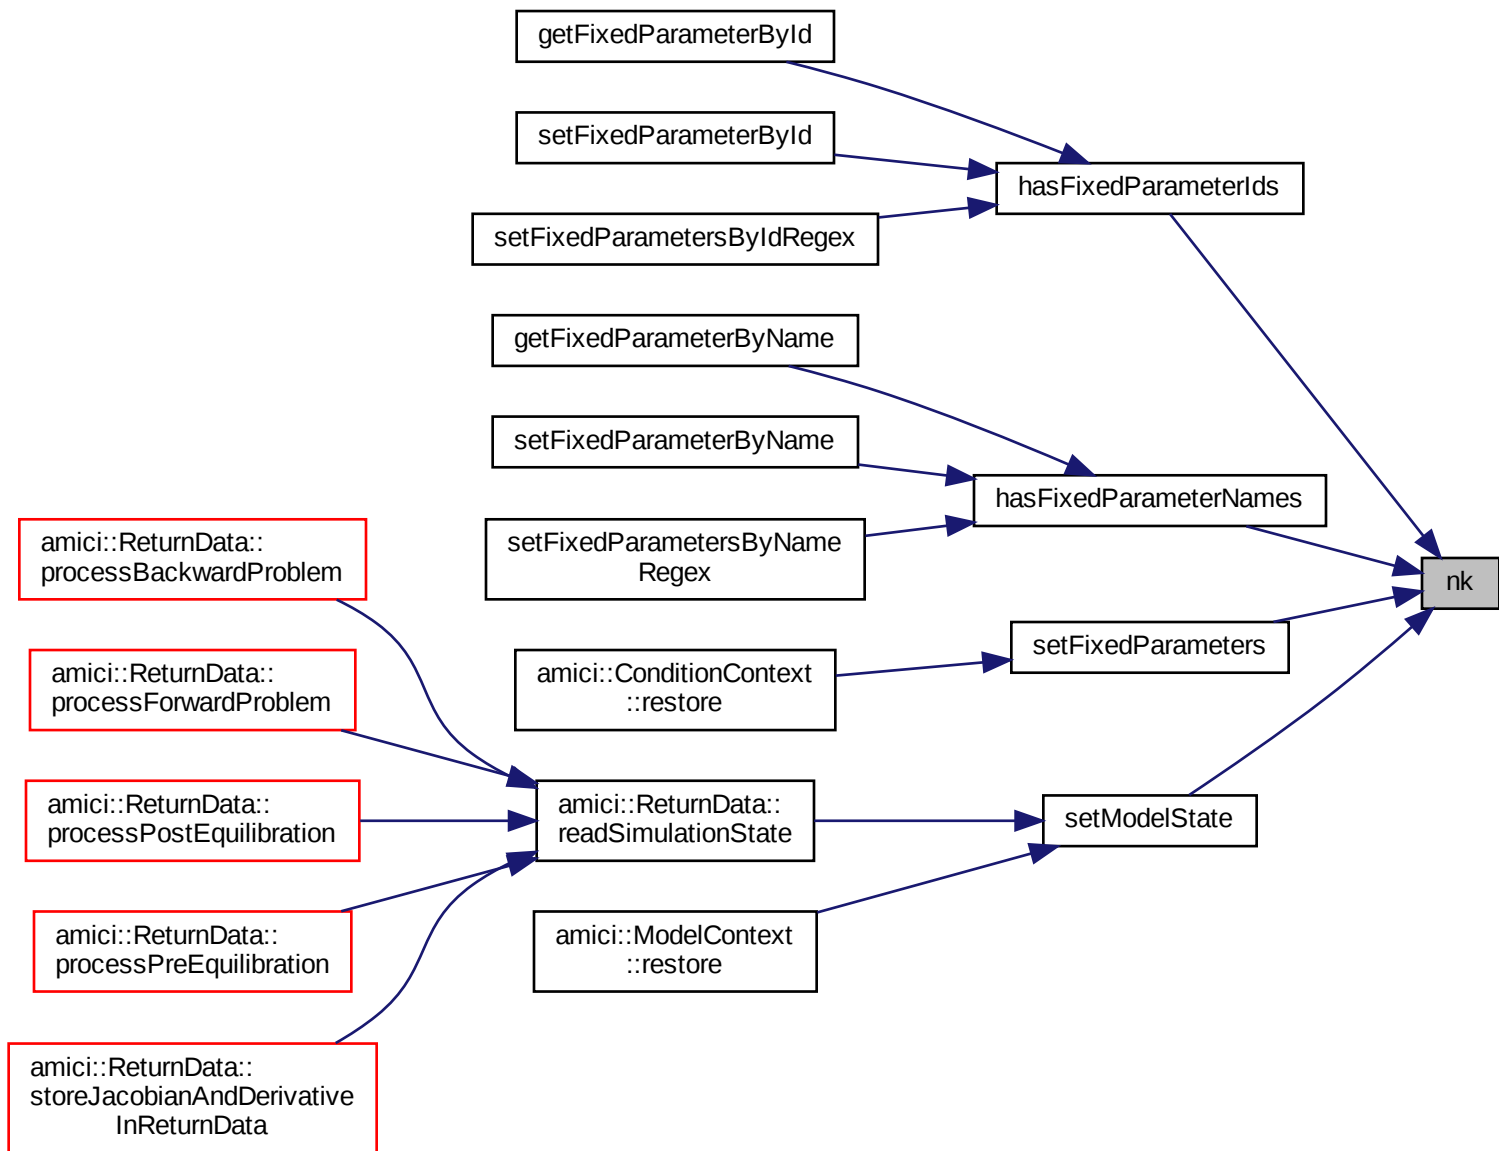 getFixedParameterById
setFixedParameterById
hasFixedParameterIds
setFixedParametersByIdRegex
getFixedParameterByName
setFixedParameterByName
hasFixedParameterNames
setFixedParametersByName
Regex
amici::ReturnData::
processBackwardProblem
nk
setFixedParameters
amici::ConditionContext
::restore
amici::ReturnData::
processForwardProblem
amici::ReturnData::
processPostEquilibration
amici::ReturnData::
readSimulationState
setModelState
amici::ModelContext
::restore
amici::ReturnData::
processPreEquilibration
amici::ReturnData::
storeJacobianAndDerivative
InReturnData